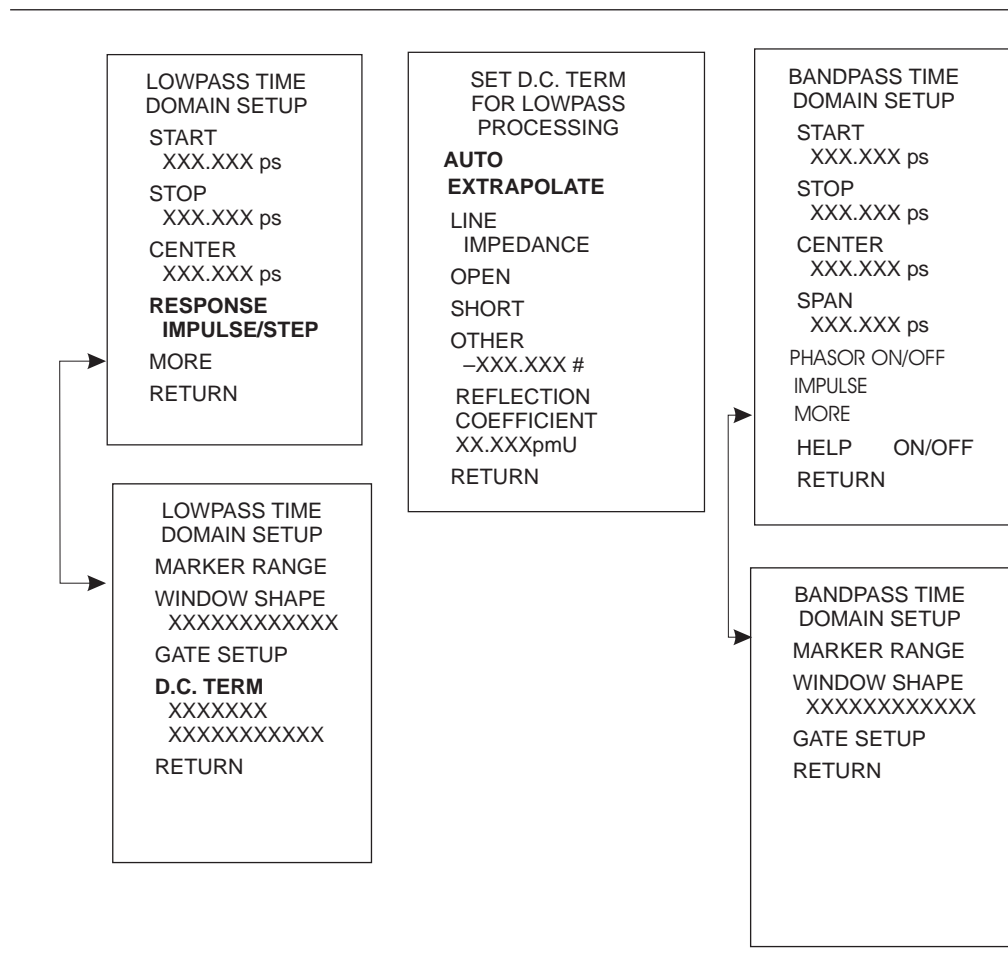 LOWPASS TIME
DOMAIN SETUP
START
XXX.XXX ps
STOP
XXX.XXX ps
CENTER
XXX.XXX ps
RESPONSE
IMPULSE/STEP
MORE
RETURN
LOWPASS TIME
DOMAIN SETUP
MARKER RANGE
WINDOW SHAPE
XXXXXXXXXXXX
GATE SETUP
D.C. TERM
XXXXXXX
XXXXXXXXXXX
RETURN
SET D.C. TERM
FOR LOWPASS
PROCESSING
AUTO
EXTRAPOLATE
LINE
IMPEDANCE
OPEN
SHORT
OTHER
–XXX.XXX #
REFLECTION
COEFFICIENT
XX.XXXpmU
RETURN
BANDPASS TIME
DOMAIN SETUP
START
XXX.XXX ps
STOP
XXX.XXX ps
CENTER
XXX.XXX ps
SPAN
XXX.XXX ps
PHASOR ON/OFF
IMPULSE
MORE
HELP ON/OFF
RETURN
BANDPASS TIME
DOMAIN SETUP
MARKER RANGE
WINDOW SHAPE
XXXXXXXXXXXX
GATE SETUP
RETURN